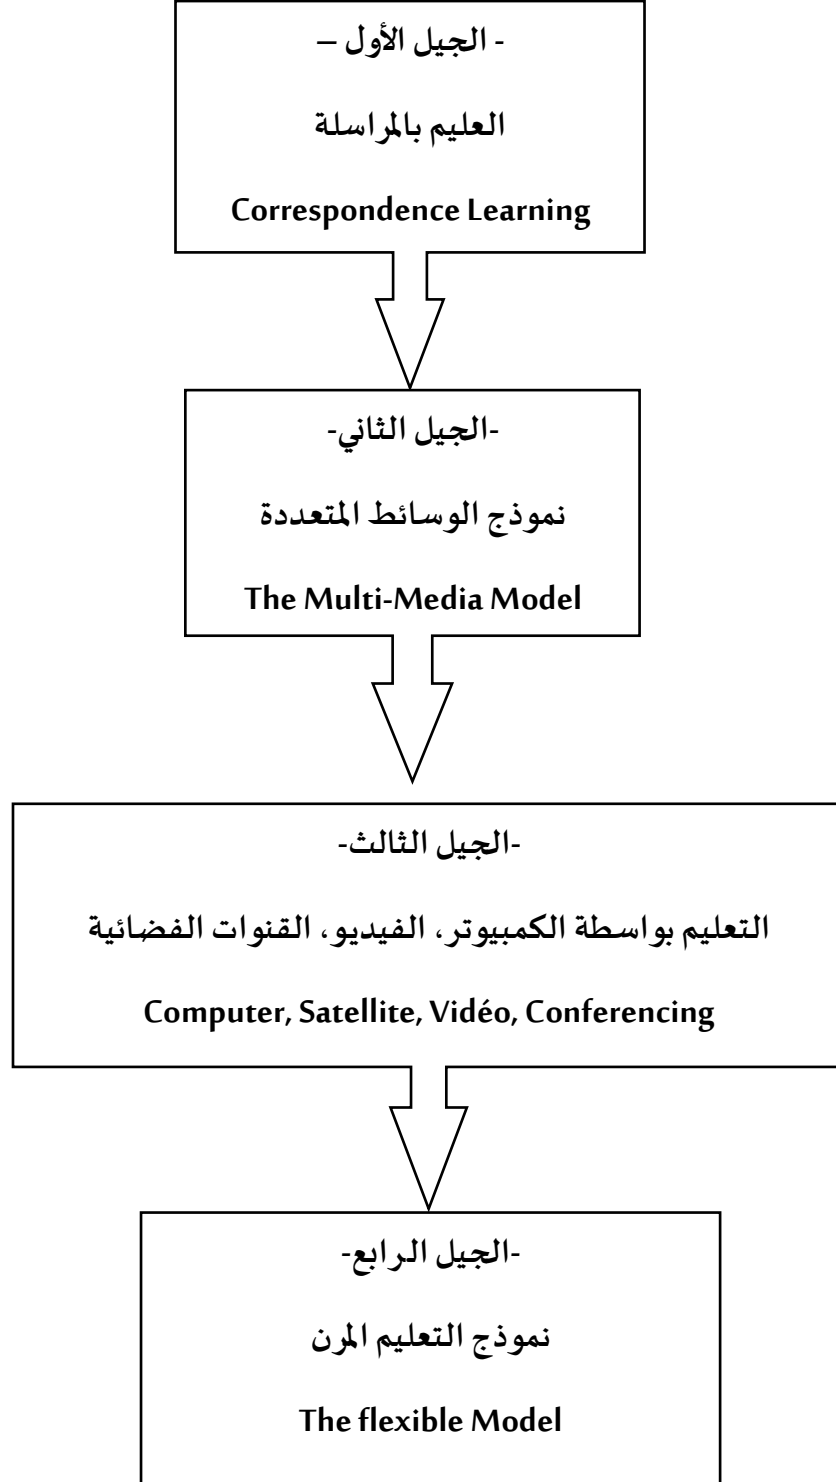 - الجيل الأول –
العليم بالمراسلة
Correspondence Learning
-الجيل الثاني-
نموذج الوسائط المتعددة
The Multi-Media Model
-الجيل الثالث-
التعليم بواسطة الكمبيوتر، الفيديو، القنوات الفضائية
Computer, Satellite, Vidéo, Conferencing
-الجيل الرابع-
نموذج التعليم المرن
The flexible Model